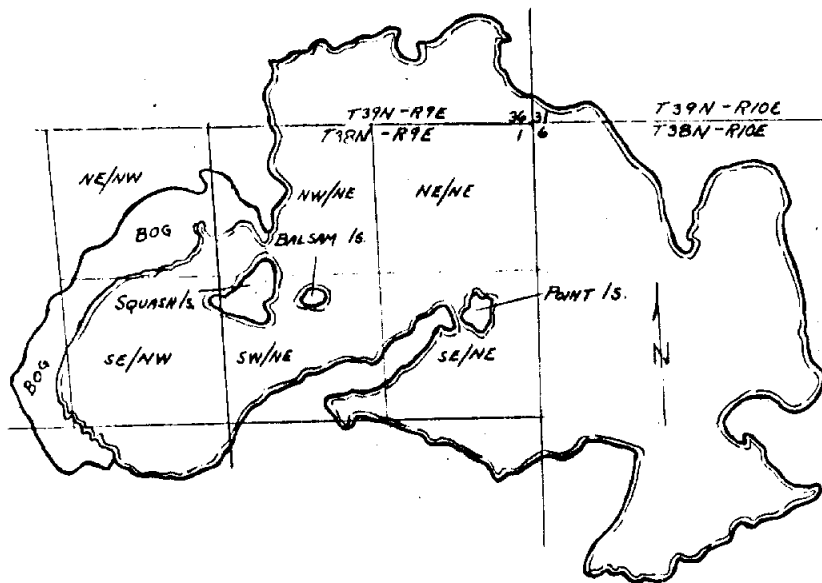 T39N-R9E
36 31
T39N-R10E
T38N-R9E
1 6
T38N-R10E
NE/NW
NW/NE
NE/NE
BOG
BALSAM IS.
SQUASH IS.
POINT IS.
SE/NW
SW/NE
SE/NE
BOG
N